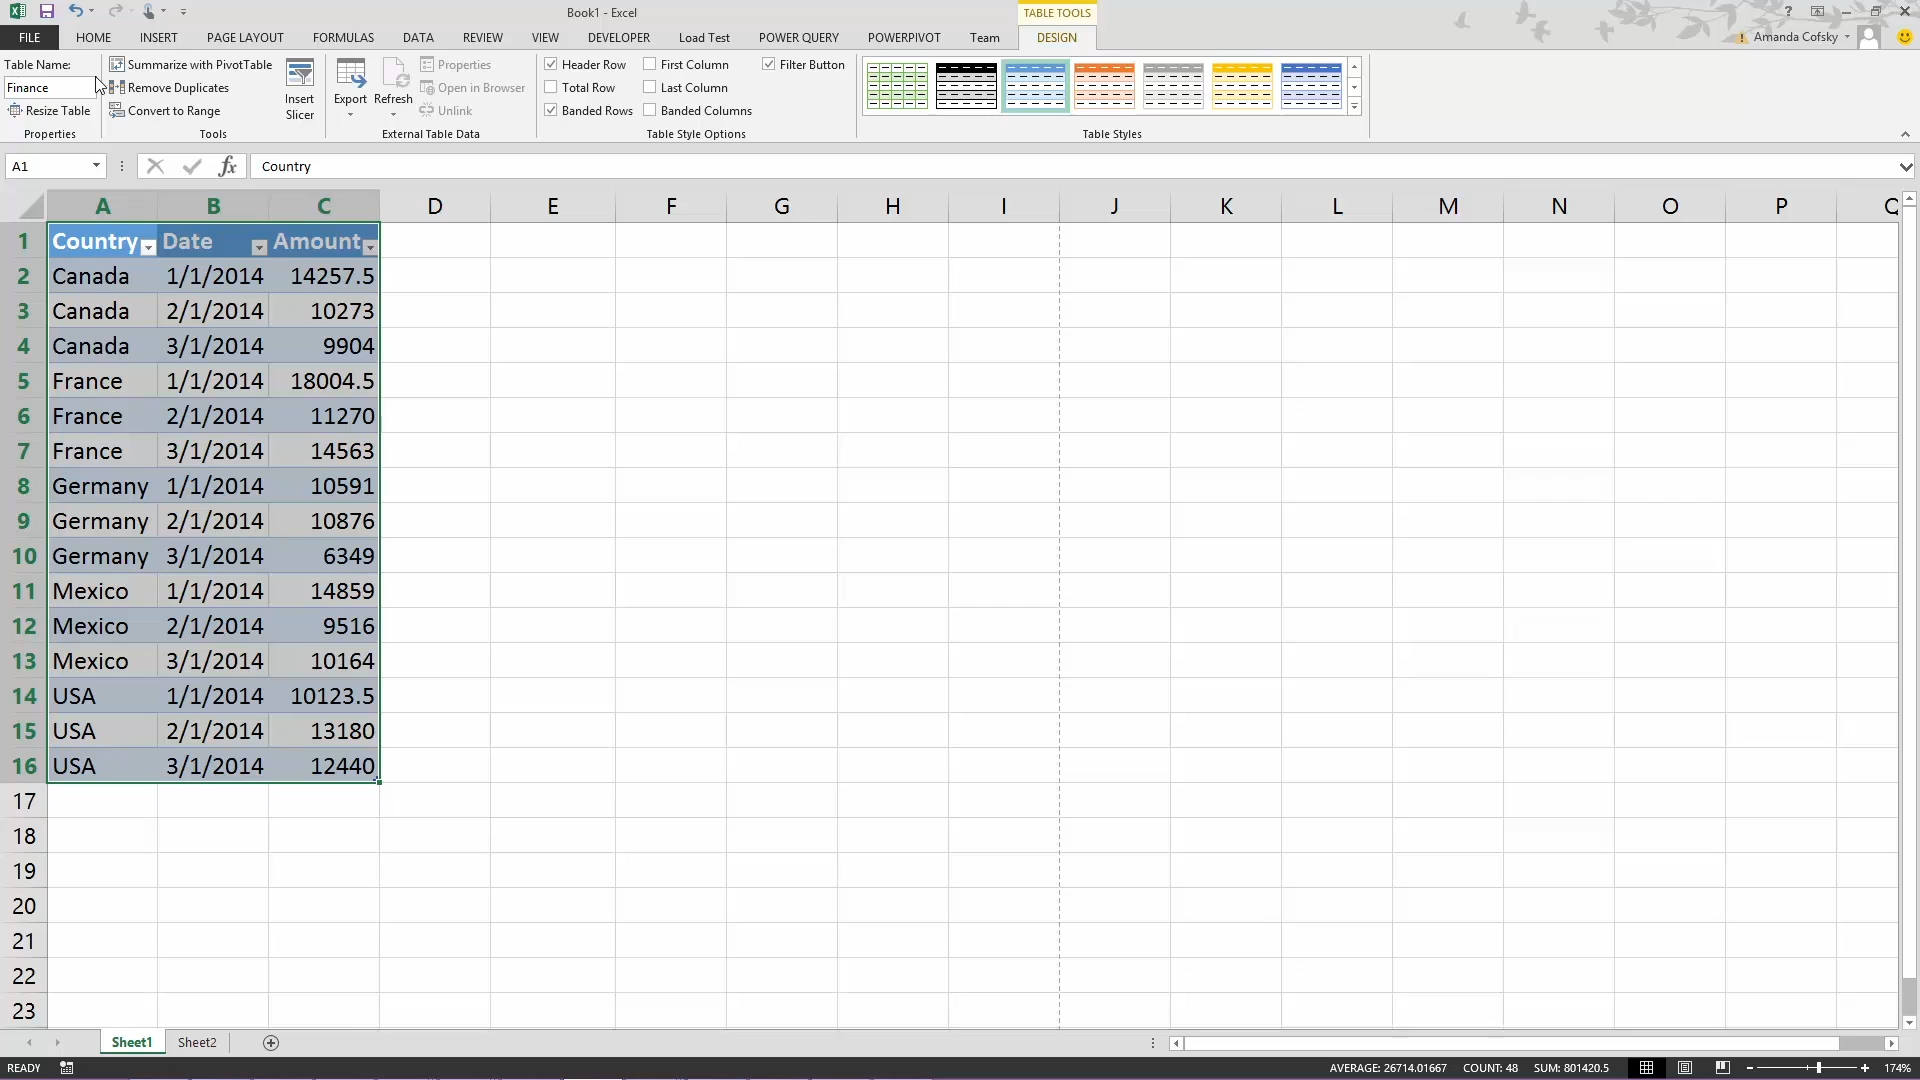 Book1 - Excel
TABLE TOOLS
?
FILE HOME INSERT PAGE LAYOUT FORMULAS DATA REVIEW VIEW DEVELOPER Load Test POWER QUERY POWERPIVOT Team DESIGN Amanda Cofsky
Table Name:
Finance
Resize Table
Properties
Summarize with PivotTable
Remove Duplicates
Convert to Range
Insert
Slicer
Tools
Export
Refresh
Properties
Open in Browser
Unlink
External Table Data
Header Row
Total Row
Banded Rows
First Column
Last Column
Banded Columns
Filter Button
Table Style Options
Table Styles
A1 fx Country
A B C D E F G H I J K L M N O P Q
1 Country Date Amount
2 Canada 1/1/2014 14257.5
3 Canada 2/1/2014 10273
4 Canada 3/1/2014 9904
5 France 1/1/2014 18004.5
6 France 2/1/2014 11270
7 France 3/1/2014 14563
8 Germany 1/1/2014 10591
9 Germany 2/1/2014 10876
10 Germany 3/1/2014 6349
11 Mexico 1/1/2014 14859
12 Mexico 2/1/2014 9516
13 Mexico 3/1/2014 10164
14 USA 1/1/2014 10123.5
15 USA 2/1/2014 13180
16 USA 3/1/2014 12440
17
18
19
20
21
22
23
Sheet1 Sheet2
READY AVERAGE: 26714.01667 COUNT: 48 SUM: 801420.5 174%